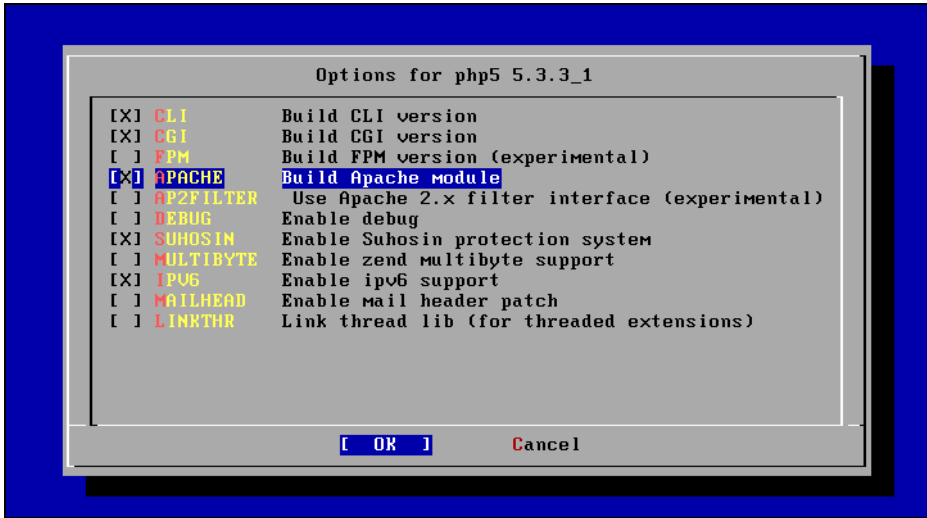 Options for php5 5.3.3_1
[X] CLI Build CLI version
[X] CGI Build CGI version
[ ] FPM Build FPM version (experimental)
[X] APACHE Build Apache module
[ ] AP2FILTER Use Apache 2.x filter interface (experimental)
[ ] DEBUG Enable debug
[X] SUHOSIN Enable Suhosin protection system
[ ] MULTIBYTE Enable zend multibyte support
[X] IPV6 Enable ipv6 support
[ ] MAILHEAD Enable mail header patch
[ ] LINKTHR Link thread lib (for threaded extensions)
[ OK ] Cancel